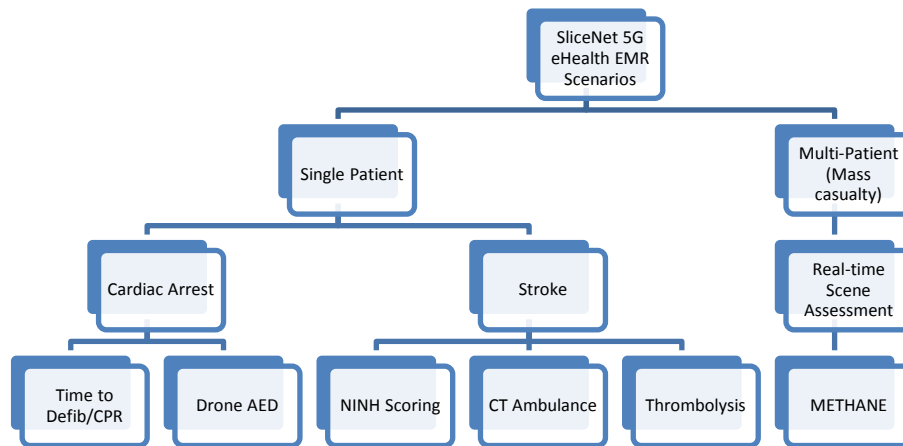 SliceNet 5G
eHealth EMR
Scenarios
Single Patient
Multi-Patient
(Mass
casualty)
Cardiac Arrest
Stroke
Real-time
Scene
Assessment
Time to
Defib/CPR
Drone AED
NINH Scoring
CT Ambulance
Thrombolysis
METHANE